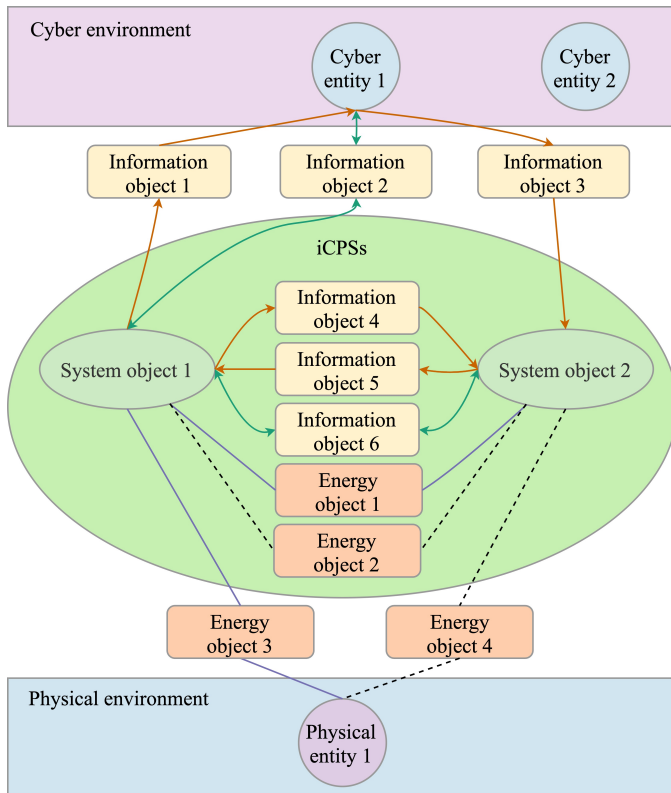 Cyber environment
Cyber
entity 1
Cyber
entity 2
Information
object 1
Information
object 2
Information
object 3
iCPSs
Information
object 4
System object 1
Information
object 5
System object 2
Information
object 6
Energy
object 1
Energy
object 2
Energy
object 3
Energy
object 4
Physical environment
Physical
entity 1